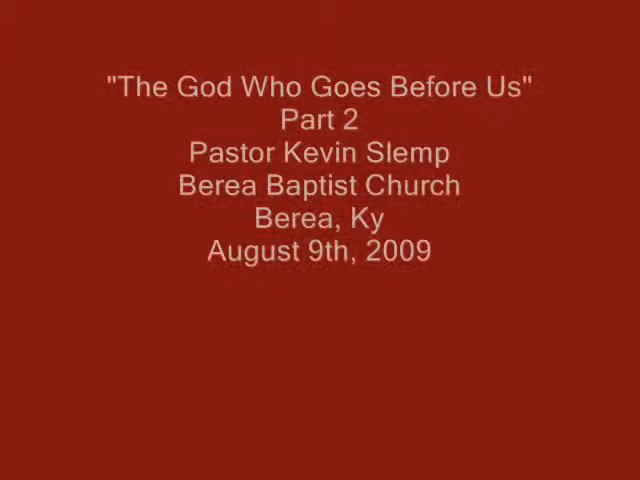 "The God Who Goes Before Us"
Part 2
Pastor Kevin Slemp
Berea Baptist Church
Berea, Ky
August 9th, 2009